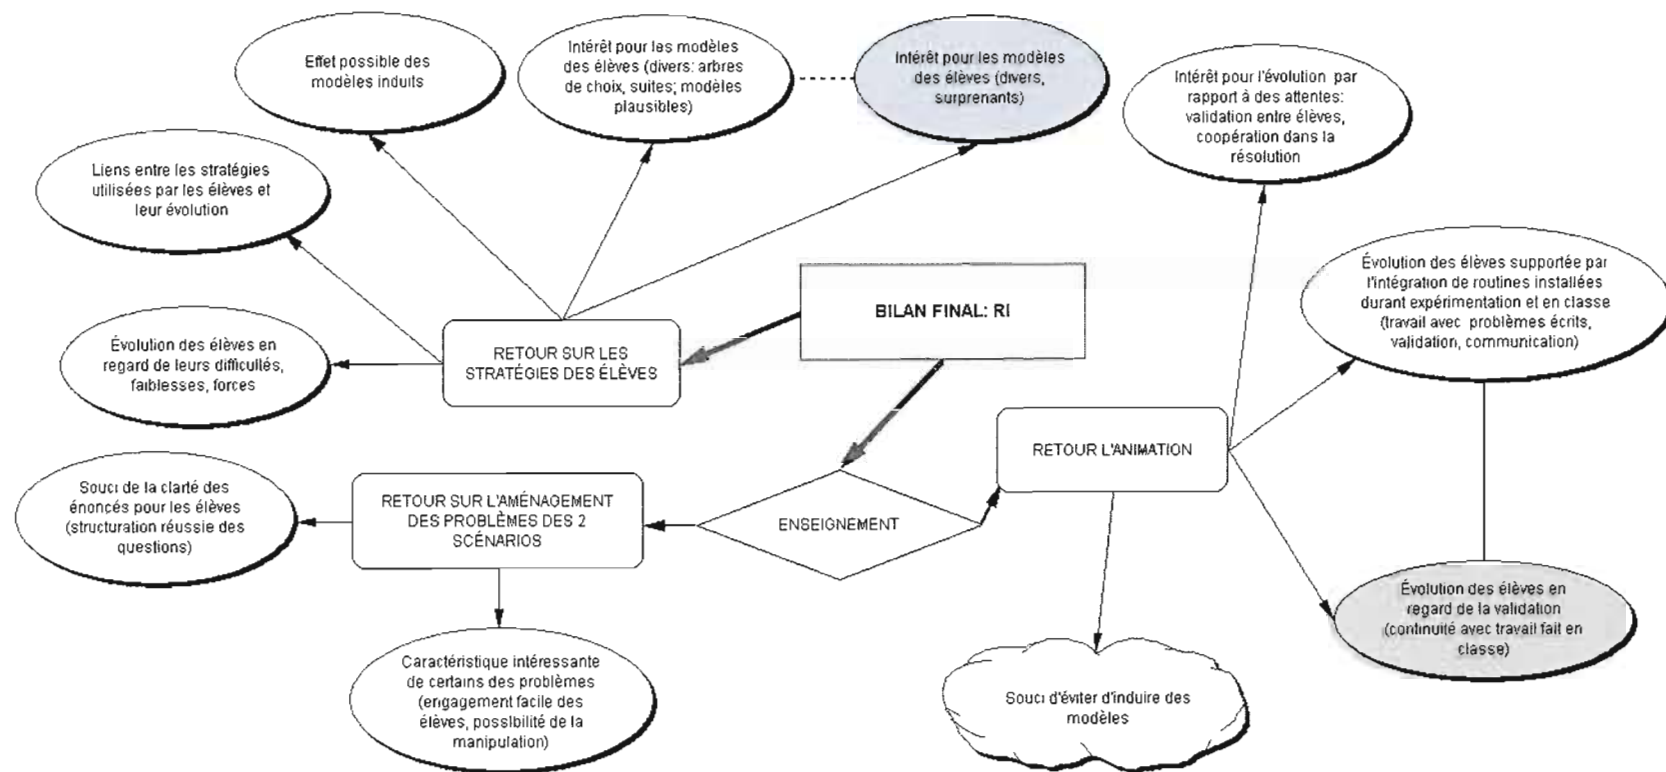 Effet possible des
modèles induits
Intérêt pour les modèles
des élèves (divers: arbres
de choix, suites; modèles
plausibles)
Intérêt pour les modèles
des élèves (divers,
surprenants)
Intérêt pour l'évolution par
rapport à des attentes:
validation entre élèves,
coopération dans la
résolution
Liens entre les stratégies
utilisées par les élèves et
leur évolution
Évolution des élèves supportée par
l'intégration de routines installées
durant expérimentation et en classe
(travail avec problèmes écrits,
validation, communication)
BILAN FINAL: RI
RETOUR SUR LES
STRATÉGIES DES ÉLÈVES
Évolution des élèves en
regard de leurs difficultés,
faiblesses, forces
RETOUR L'ANIMATION
Souci de la clarté des
énoncés pour les élèves
(structuration réussie des
questions)
RETOUR SUR L'AMÉNAGEMENT
DES PROBLÈMES DES 2
SCÉNARIOS
ENSEIGNEMENT
Évolution des élèves en
regard de la validation
(continuité avec travail fait en
classe)
Caractéristique intéressante
de certains des problèmes
(engagement facile des
élèves, possibilité de la
manipulation)
Souci d'éviter d'induire des
modèles